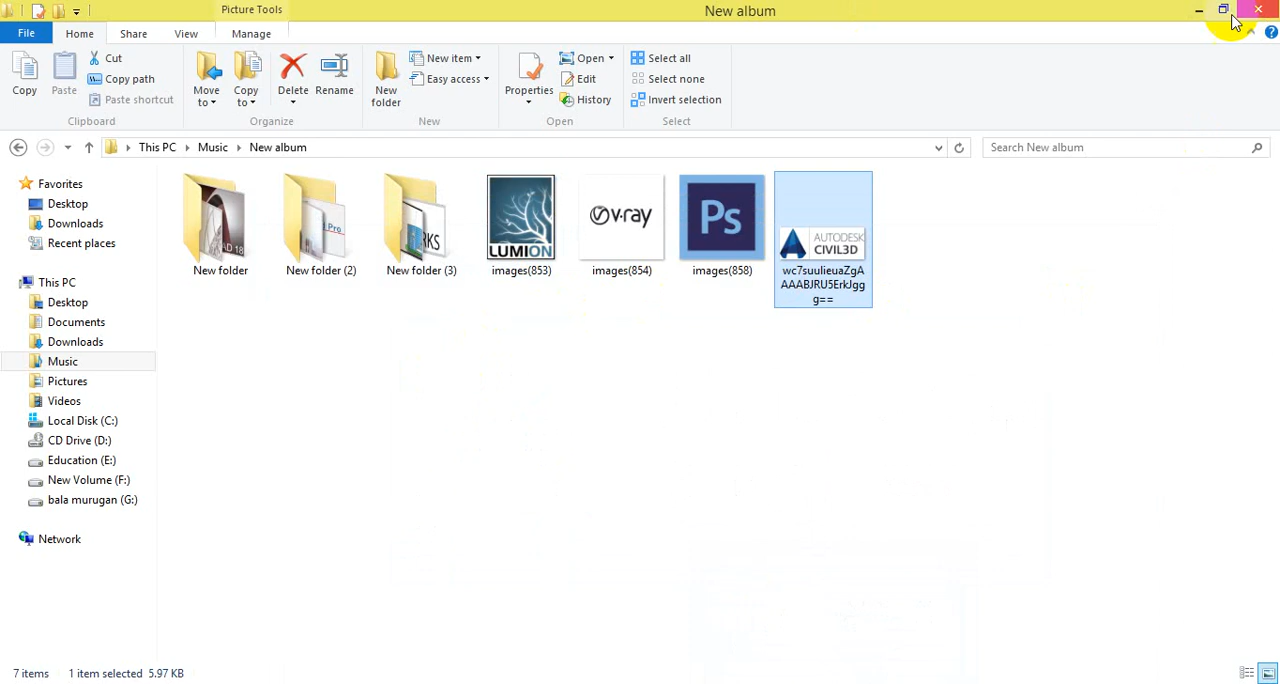 Picture Tools
New album
File
Home
Share
View
Manage
Copy
Paste
Cut
Copy path
Paste shortcut
Move to
Copy to
Delete
Rename
New folder
New item
Easy access
Properties
Open
Edit
History
Select all
Select none
Invert selection
Clipboard
Organize
New
Open
Select
This PC
Music
New album
Search New album
Favorites
Desktop
Downloads
Recent places
This PC
Desktop
Documents
Downloads
Music
Pictures
Videos
Local Disk (C:)
CD Drive (D:)
Education (E:)
New Volume (F:)
bala murugan (G:)
Network
AD 18
New folder
Pro
New folder (2)
RKS
New folder (3)
LUMION
images(853)
v·ray
images(854)
Ps
images(858)
AUTODESK
CIVIL3D
wc7suulieuaZgA
AAABJRU5ErkJgg
g==
7 items
1 item selected 5.97 KB